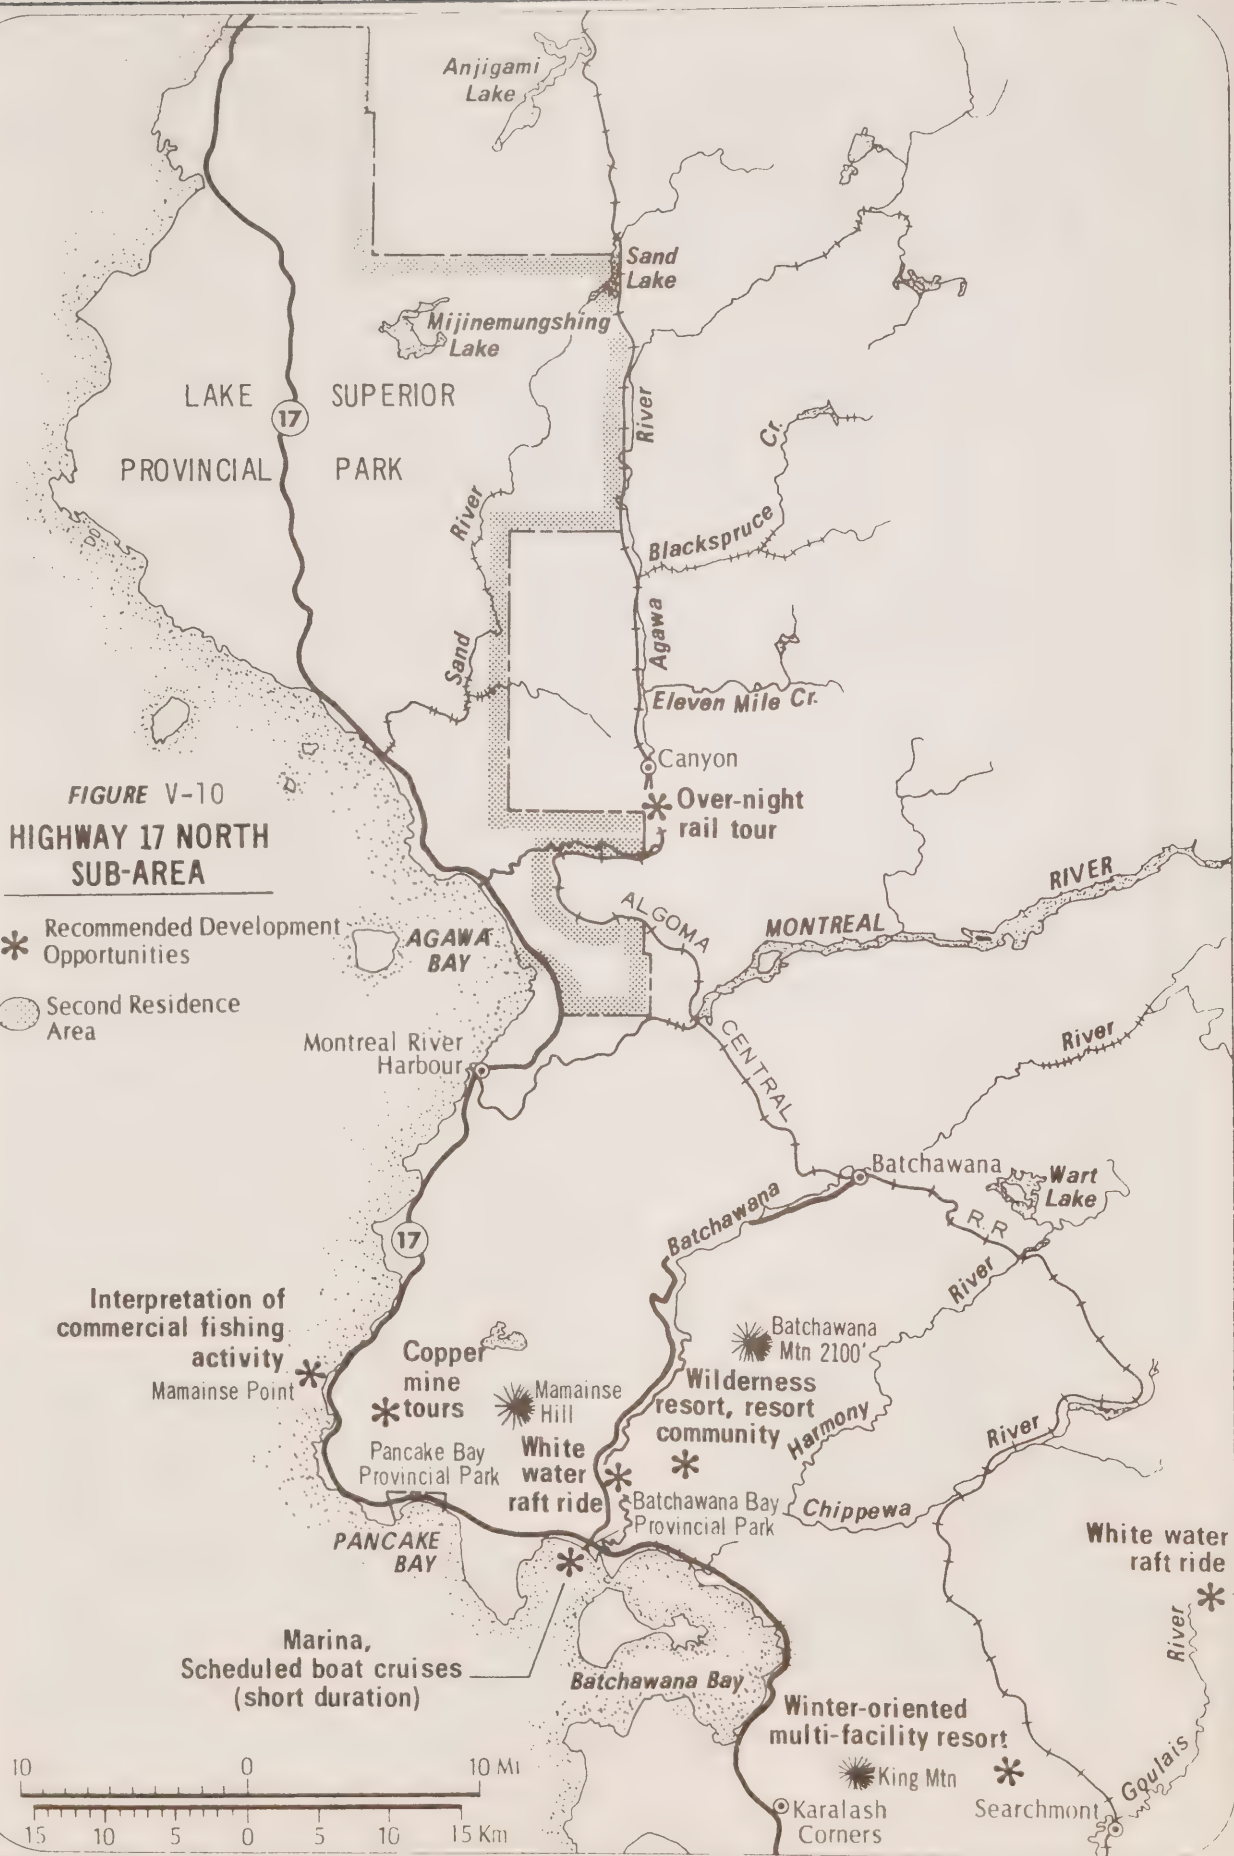 Anjigami
Lake
Sand
Lake
Mijinemungshing
Lake
LAKE SUPERIOR
17
PROVINCIAL PARK
River
Cr.
River
Blackspruce
Agawa
Sand
Eleven Mile Cr.
Canyon
FIGURE V-10
HIGHWAY 17 NORTH
SUB-AREA
Over-night
rail tour
RIVER
ALGOMA
MONTREAL
Recommended Development
Opportunities
AGAWA
BAY
Second Residence
Area
Montreal River
Harbour
CENTRAL
River
Batchawana
Wart
Lake
Batchawana
R.R
17
River
Interpretation of
commercial fishing
activity
Mamainse Point
Copper
mine
tours
Mamainse
Hill
Batchawana
Mtn 2100'
Wilderness
resort, resort
community
Harmony
River
Pancake Bay
Provincial Park
White
water
raft ride
Batchawana Bay
Provincial Park
Chippewa
PANCAKE
BAY
White water
raft ride
River
Marina,
Scheduled boat cruises
(short duration)
Batchawana Bay
Winter-oriented
multi-facility resort
King Mtn
Goulais
Karalash
Corners
Searchmont
10 0 10 Mi
15 10 5 0 5 10 15 Km